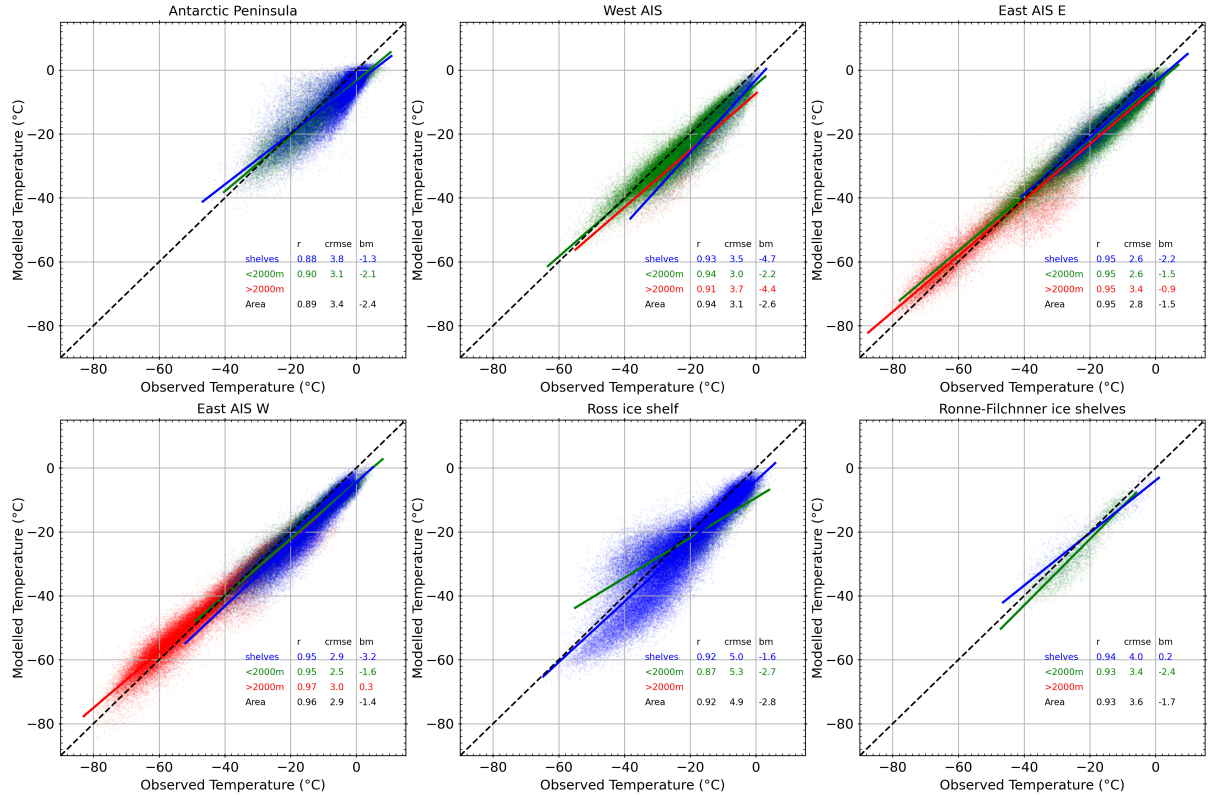 Antarctic Peninsula
0
−20
−40
−60
−80
Modelled Temperature (°C)
r crmse bm
shelves 0.88 3.8 -1.3
<2000m 0.90 3.1 -2.1
>2000m
Area 0.89 3.4 -2.4
−80 −60 −40 −20 0
Observed Temperature (°C)
West AIS
0
−20
−40
−60
−80
Modelled Temperature (°C)
r crmse bm
shelves 0.93 3.5 -4.7
<2000m 0.94 3.0 -2.2
>2000m 0.91 3.7 -4.4
Area 0.94 3.1 -2.6
−80 −60 −40 −20 0
Observed Temperature (°C)
East AIS E
0
−20
−40
−60
−80
Modelled Temperature (°C)
r crmse bm
shelves 0.95 2.6 -2.2
<2000m 0.95 2.6 -1.5
>2000m 0.95 3.4 -0.9
Area 0.95 2.8 -1.5
−80 −60 −40 −20 0
Observed Temperature (°C)
East AIS W
0
−20
−40
−60
−80
Modelled Temperature (°C)
r crmse bm
shelves 0.95 2.9 -3.2
<2000m 0.95 2.5 -1.6
>2000m 0.97 3.0 0.3
Area 0.96 2.9 -1.4
−80 −60 −40 −20 0
Observed Temperature (°C)
Ross ice shelf
0
−20
−40
−60
−80
Modelled Temperature (°C)
r crmse bm
shelves 0.92 5.0 -1.6
<2000m 0.87 5.3 -2.7
>2000m
Area 0.92 4.9 -2.8
−80 −60 −40 −20 0
Observed Temperature (°C)
Ronne-Filchnner ice shelves
0
−20
−40
−60
−80
Modelled Temperature (°C)
r crmse bm
shelves 0.94 4.0 0.2
<2000m 0.93 3.4 -2.4
>2000m
Area 0.93 3.6 -1.7
−80 −60 −40 −20 0
Observed Temperature (°C)